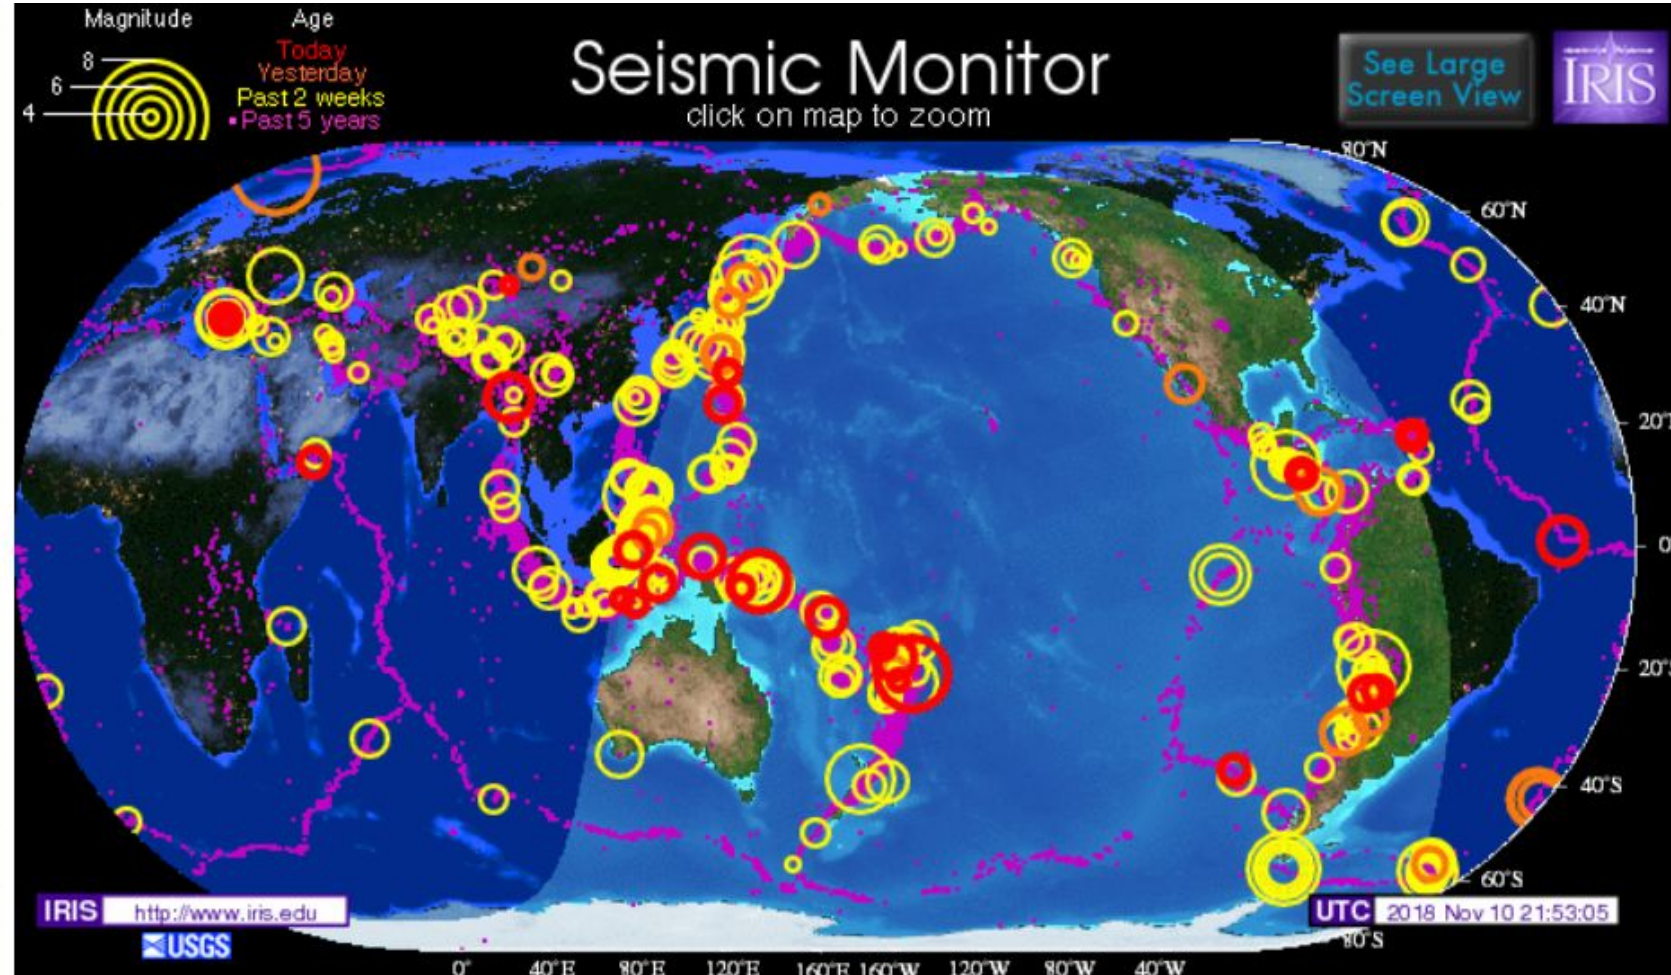 Magnitude
Age
8
6
4
Today
Yesterday
Past 2 weeks
Past 5 years
Seismic Monitor
click on map to zoom
See Large
Screen View
IRIS
80°N
60°N
40°N
20°N
0°
20°S
40°S
60°S
80°S
IRIS http://www.iris.edu
USGS
UTC 2018 Nov 10 21:53:05
0° 40°E 80°E 120°E 160°E 160°W 120°W 80°W 40°W